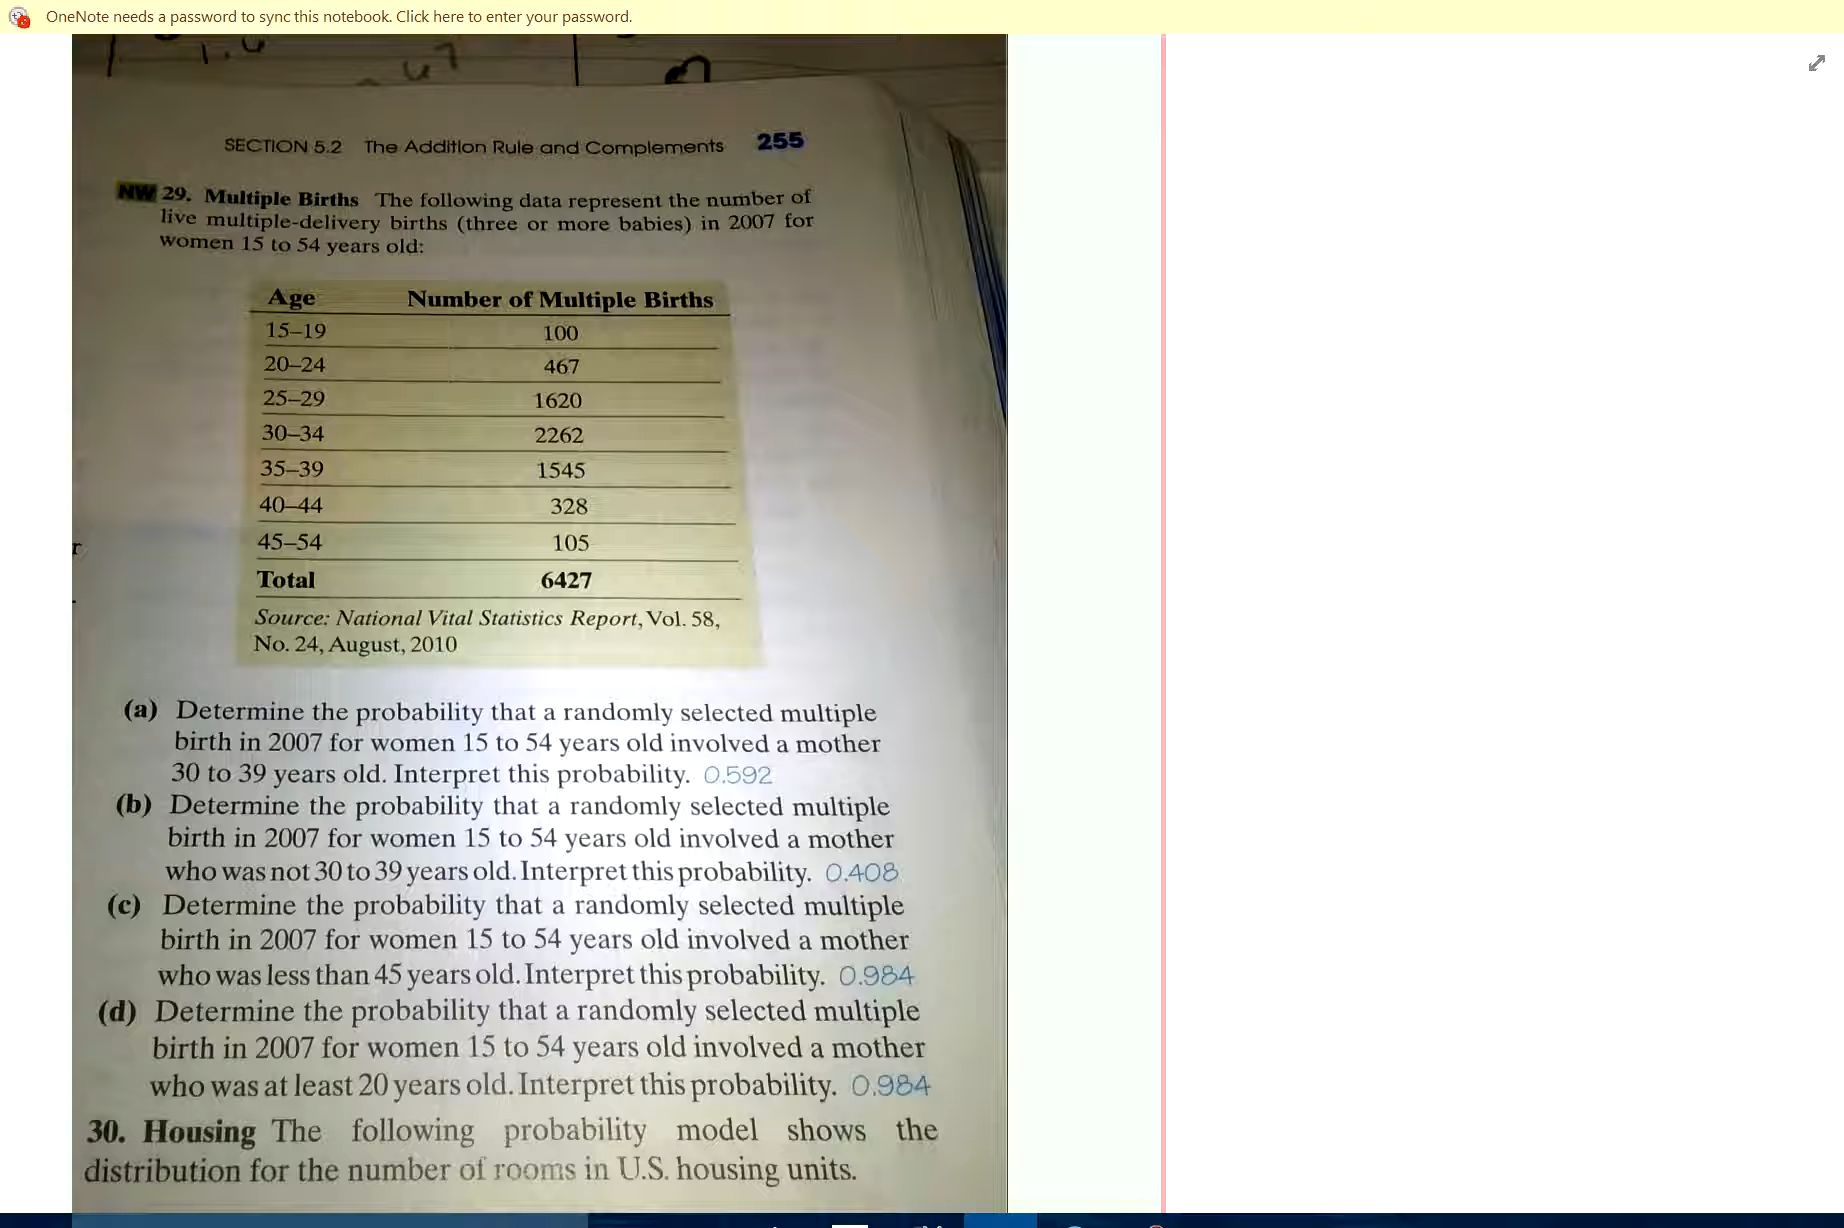 OneNote needs a password to sync this notebook. Click here to enter your password.
SECTION 5.2 The Addition Rule and Complements 255
NW 29. Multiple Births The following data represent the number of
live multiple-delivery births (three or more babies) in 2007 for
women 15 to 54 years old:
Age Number of Multiple Births
15–19 100
20–24 467
25–29 1620
30–34 2262
35–39 1545
40–44 328
45–54 105
Total 6427
Source: National Vital Statistics Report, Vol. 58,
No. 24, August, 2010
(a) Determine the probability that a randomly selected multiple
birth in 2007 for women 15 to 54 years old involved a mother
30 to 39 years old. Interpret this probability. 0.592
(b) Determine the probability that a randomly selected multiple
birth in 2007 for women 15 to 54 years old involved a mother
who was not 30 to 39 years old. Interpret this probability. 0.408
(c) Determine the probability that a randomly selected multiple
birth in 2007 for women 15 to 54 years old involved a mother
who was less than 45 years old. Interpret this probability. 0.984
(d) Determine the probability that a randomly selected multiple
birth in 2007 for women 15 to 54 years old involved a mother
who was at least 20 years old. Interpret this probability. 0.984
30. Housing The following probability model shows the
distribution for the number of rooms in U.S. housing units.